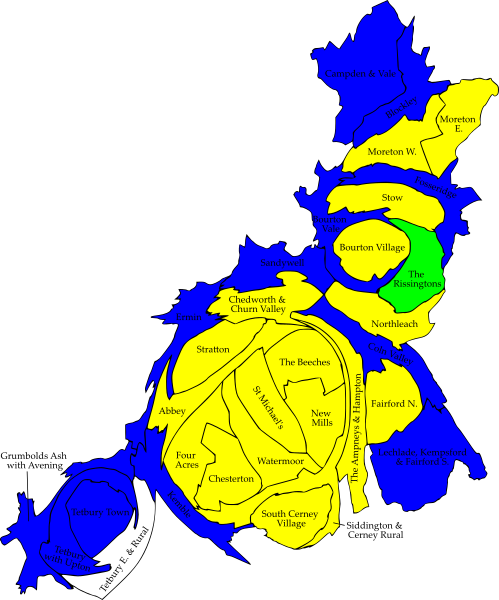 Campden & Vale
Blockley
Moreton
E.
Moreton W.
Fosseridge
Stow
Bourton
Vale
Bourton Village
The
Rissingtons
Sandywell
Chedworth &
Churn Valley
Ermin
Northleach
Stratton
Coln Valley
The Beeches
St Michael's
The Ampneys & Hampton
Fairford N.
Abbey
New
Mills
Four
Acres
Watermoor
Chesterton
Lechlade, Kempsford
& Fairford S.
Grumbolds Ash
with Avening
Kemble
Tetbury Town
South Cerney
Village
Siddington &
Cerney Rural
Tetbury
with Upton
Tetbury E. & Rural